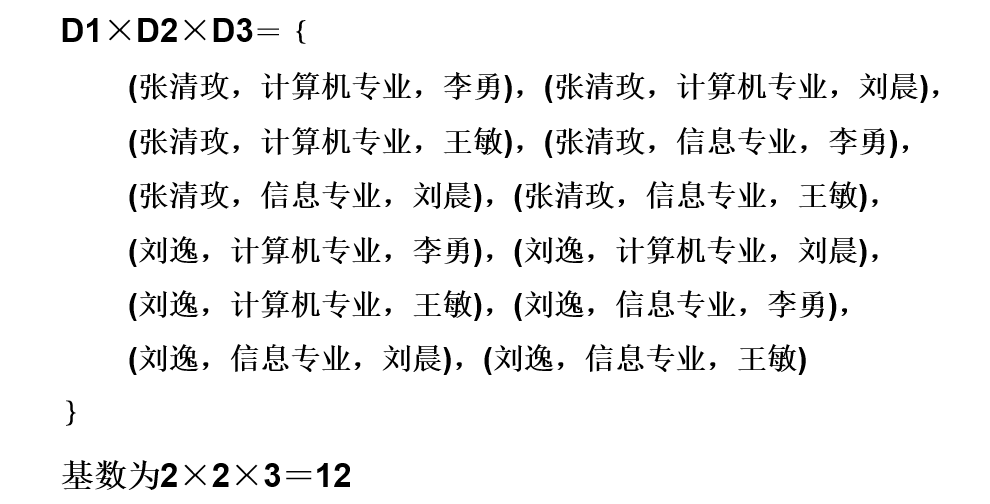 D1×D2×D3＝｛
(张清玫，计算机专业，李勇)，(张清玫，计算机专业，刘晨)，
(张清玫，计算机专业，王敏)，(张清玫，信息专业，李勇)，
(张清玫，信息专业，刘晨)，(张清玫，信息专业，王敏)，
(刘逸，计算机专业，李勇)，(刘逸，计算机专业，刘晨)，
(刘逸，计算机专业，王敏)，(刘逸，信息专业，李勇)，
(刘逸，信息专业，刘晨)，(刘逸，信息专业，王敏)
｝
基数为2×2×3＝12